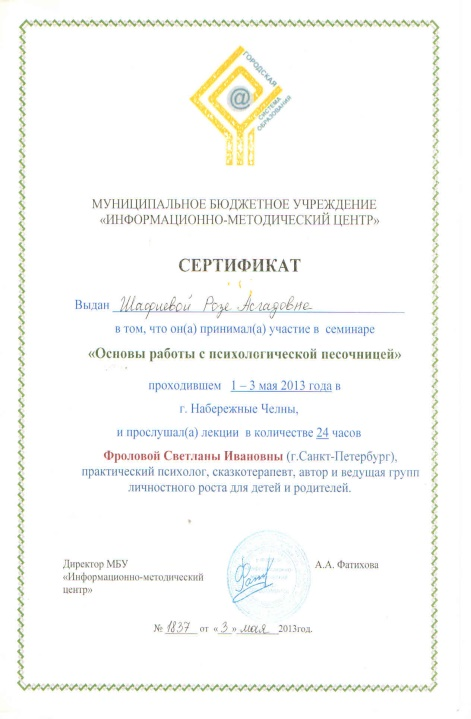 ГОРОДСКАЯ
СИСТЕМА
ОБРАЗОВАНИЯ
@
МУНИЦИПАЛЬНОЕ БЮДЖЕТНОЕ УЧРЕЖДЕНИЕ
«ИНФОРМАЦИОННО-МЕТОДИЧЕСКИЙ ЦЕНТР»
СЕРТИФИКАТ
Выдан Шафиевой Розе Асгадовне
в том, что он(а) принимал(а) участие в семинаре
«Основы работы с психологической песочницей»
проходившем 1 – 3 мая 2013 года в
г. Набережные Челны,
и прослушал(а) лекции в количестве 24 часов
Фроловой Светланы Ивановны (г.Санкт-Петербург),
практический психолог, сказкотерапевт, автор и ведущая групп
личностного роста для детей и родителей.
Директор МБУ
«Информационно-методический
центр»
А.А. Фатихова
№ 1837 от « 3 » мая 2013год.